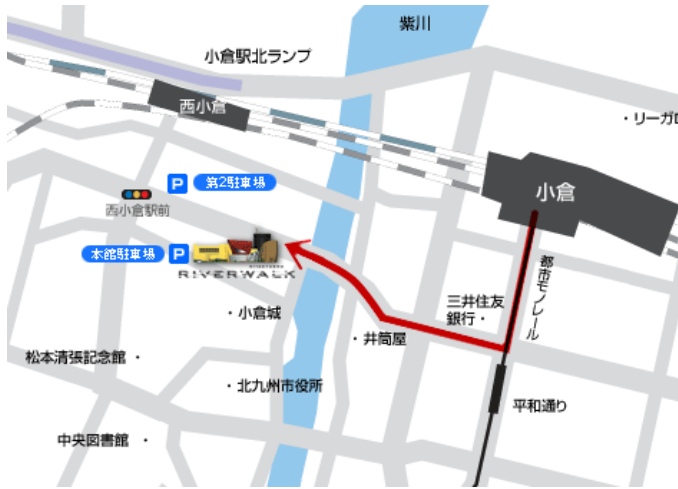 紫川
小倉駅北ランプ
西小倉
・リーガロ
小倉
P 第2駐車場
西小倉駅前
本館駐車場 P
RIVERWALK
都市モノレール
三井住友
銀行・
・小倉城
・井筒屋
松本清張記念館・
・北九州市役所
平和通り
中央図書館・